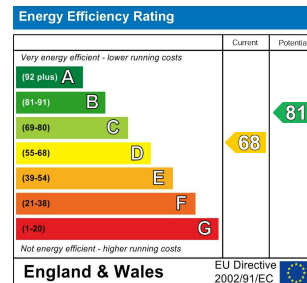 Energy Efficiency Rating
Current
Potential
Very energy efficient - lower running costs
(92 plus) A
(81-91) B
(69-80) C
(55-68) D
(39-54) E
(21-38) F
(1-20) G
68
81
Not energy efficient - higher running costs
England & Wales
EU Directive
2002/91/EC